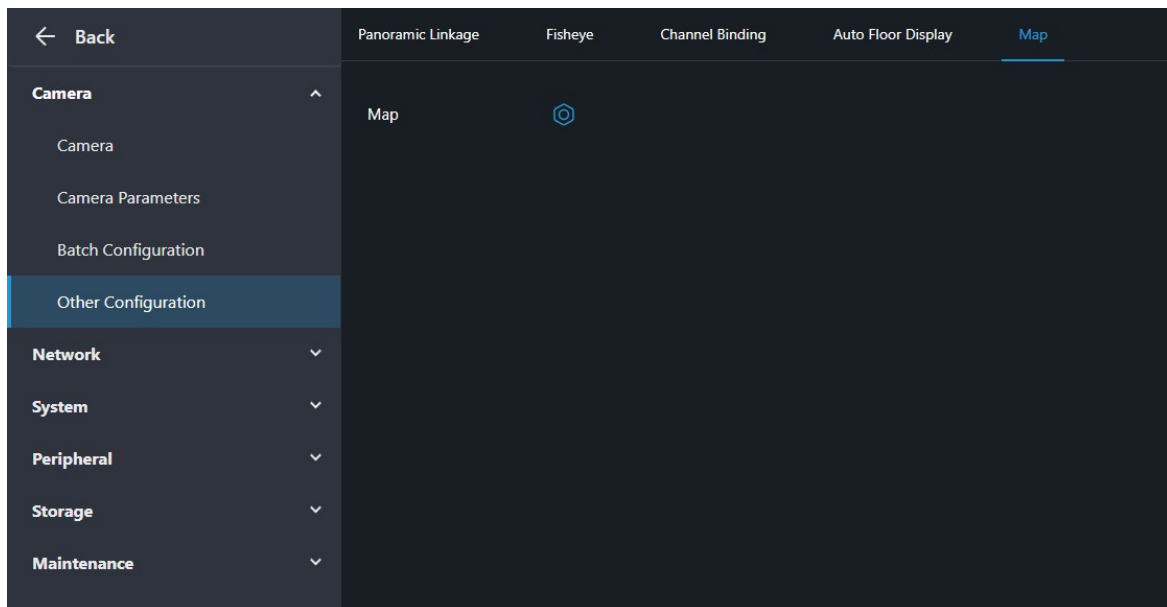 Back
Camera
Camera
Camera Parameters
Batch Configuration
Other Configuration
Network
System
Peripheral
Storage
Maintenance
Panoramic Linkage Fisheye Channel Binding Auto Floor Display Map
Map